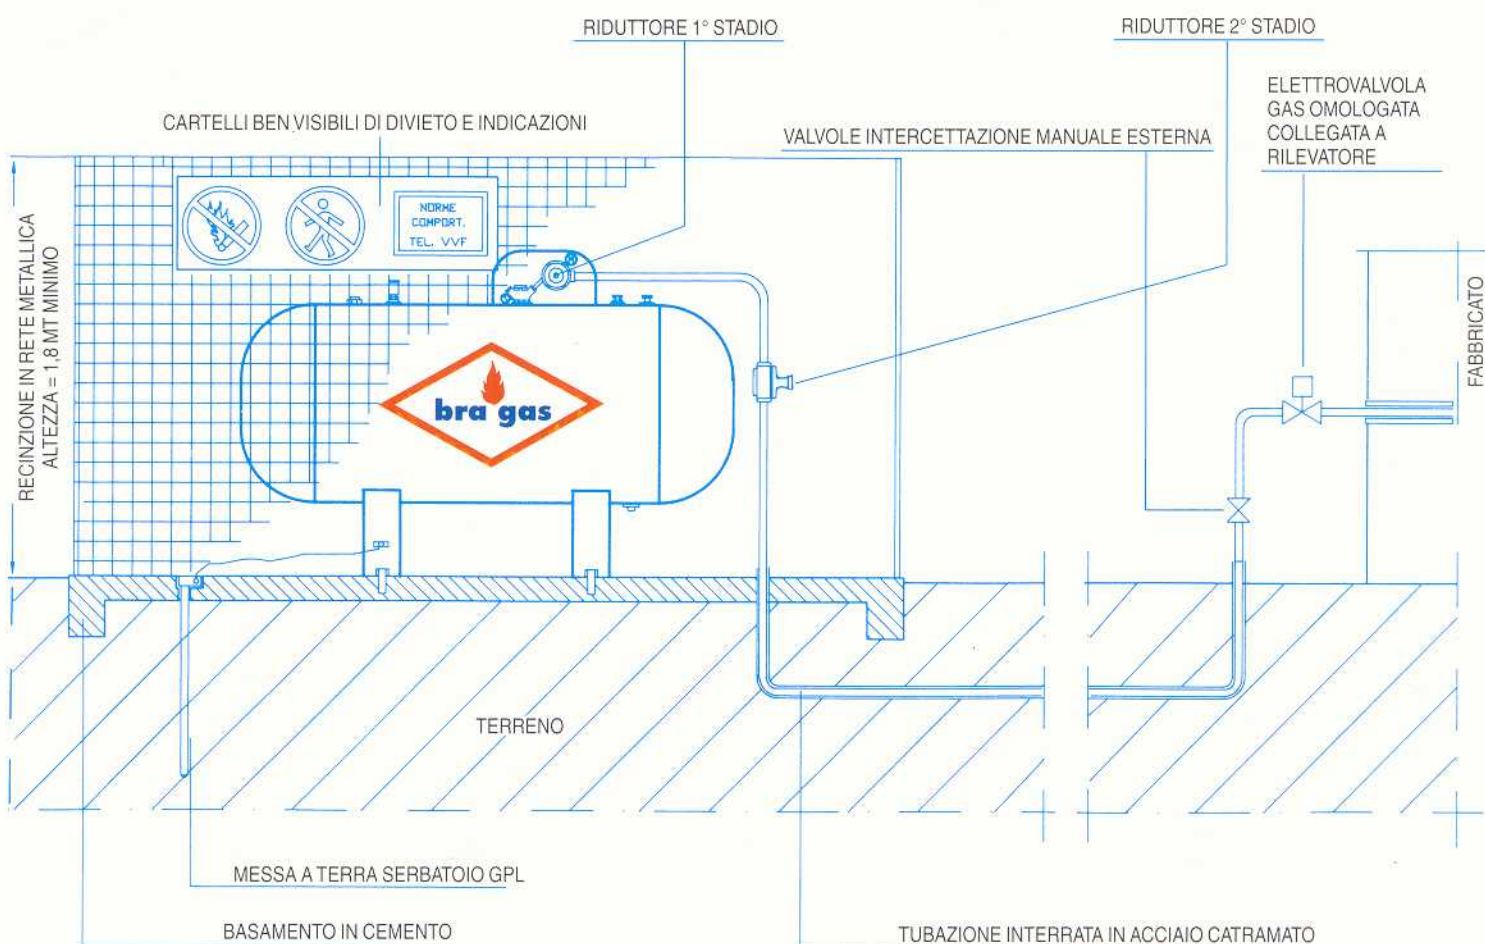 RIDUTTORE 1° STADIO
RIDUTTORE 2° STADIO
ELETTROVALVOLA
GAS OMOLOGATA
COLLEGATA A
RILEVATORE
CARTELLI BEN VISIBILI DI DIVIETO E INDICAZIONI
VALVOLE INTERCETTAZIONE MANUALE ESTERNA
NORME
COMPORT.
TEL. VVF
RECINZIONE IN RETE METALLICA
ALTEZZA = 1,8 MT MINIMO
bra gas
FABBRICATO
TERRENO
MESSA A TERRA SERBATOIO GPL
BASAMENTO IN CEMENTO
TUBAZIONE INTERRATA IN ACCIAIO CATRAMATO